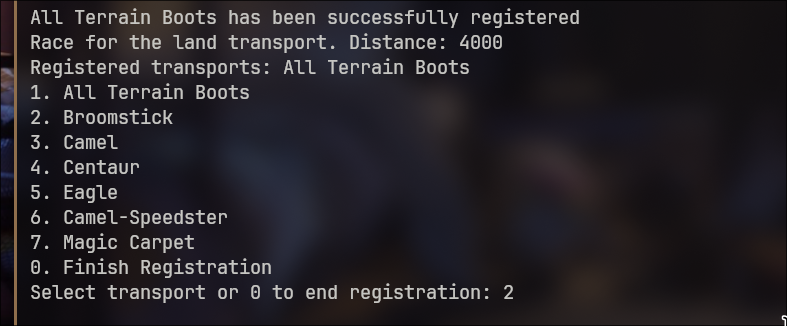 All Terrain Boots has been successfully registered
Race for the land transport. Distance: 4000
Registered transports: All Terrain Boots
1. All Terrain Boots
2. Broomstick
3. Camel
4. Centaur
5. Eagle
6. Camel-Speedster
7. Magic Carpet
0. Finish Registration
Select transport or 0 to end registration: 2